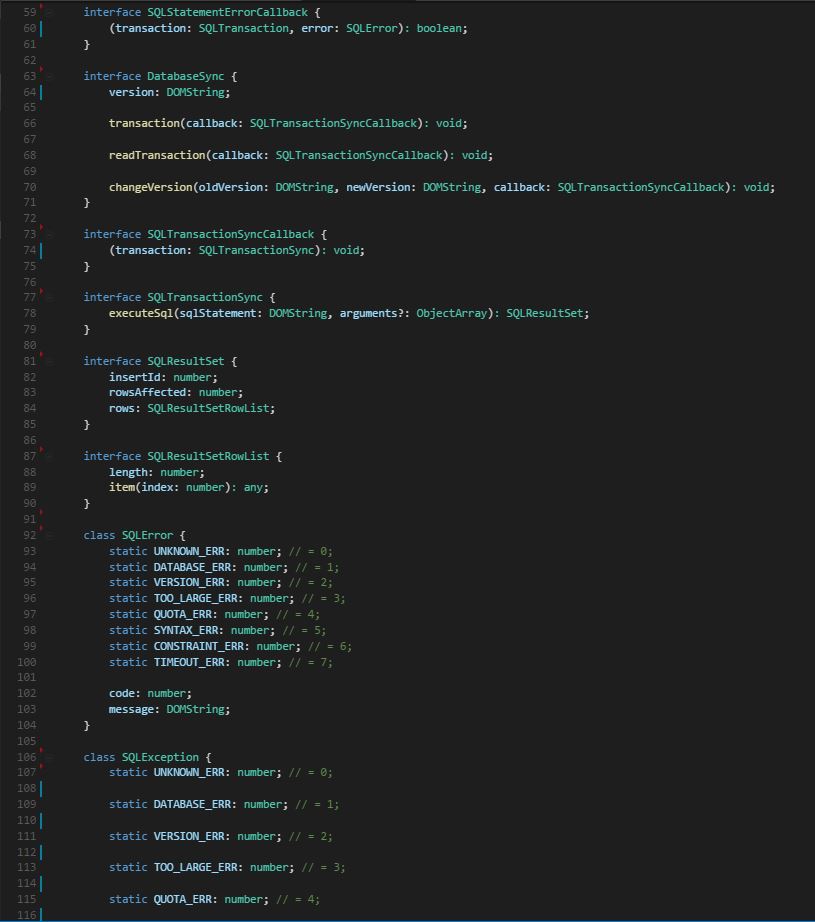 59 interface SQLStatementErrorCallback {
60 (transaction: SQLTransaction, error: SQLError): boolean;
61 }
62
63 interface DatabaseSync {
64 version: DOMString;
65
66 transaction(callback: SQLTransactionSyncCallback): void;
67
68 readTransaction(callback: SQLTransactionSyncCallback): void;
69
70 changeVersion(oldVersion: DOMString, newVersion: DOMString, callback: SQLTransactionSyncCallback): void;
71 }
72
73 interface SQLTransactionSyncCallback {
74 (transaction: SQLTransactionSync): void;
75 }
76
77 interface SQLTransactionSync {
78 executeSql(sqlStatement: DOMString, arguments?: ObjectArray): SQLResultSet;
79 }
80
81 interface SQLResultSet {
82 insertId: number;
83 rowsAffected: number;
84 rows: SQLResultSetRowList;
85 }
86
87 interface SQLResultSetRowList {
88 length: number;
89 item(index: number): any;
90 }
91
92 class SQLError {
93 static UNKNOWN_ERR: number; // = 0;
94 static DATABASE_ERR: number; // = 1;
95 static VERSION_ERR: number; // = 2;
96 static TOO_LARGE_ERR: number; // = 3;
97 static QUOTA_ERR: number; // = 4;
98 static SYNTAX_ERR: number; // = 5;
99 static CONSTRAINT_ERR: number; // = 6;
100 static TIMEOUT_ERR: number; // = 7;
101
102 code: number;
103 message: DOMString;
104 }
105
106 class SQLException {
107 static UNKNOWN_ERR: number; // = 0;
108
109 static DATABASE_ERR: number; // = 1;
110
111 static VERSION_ERR: number; // = 2;
112
113 static TOO_LARGE_ERR: number; // = 3;
114
115 static QUOTA_ERR: number; // = 4;
116